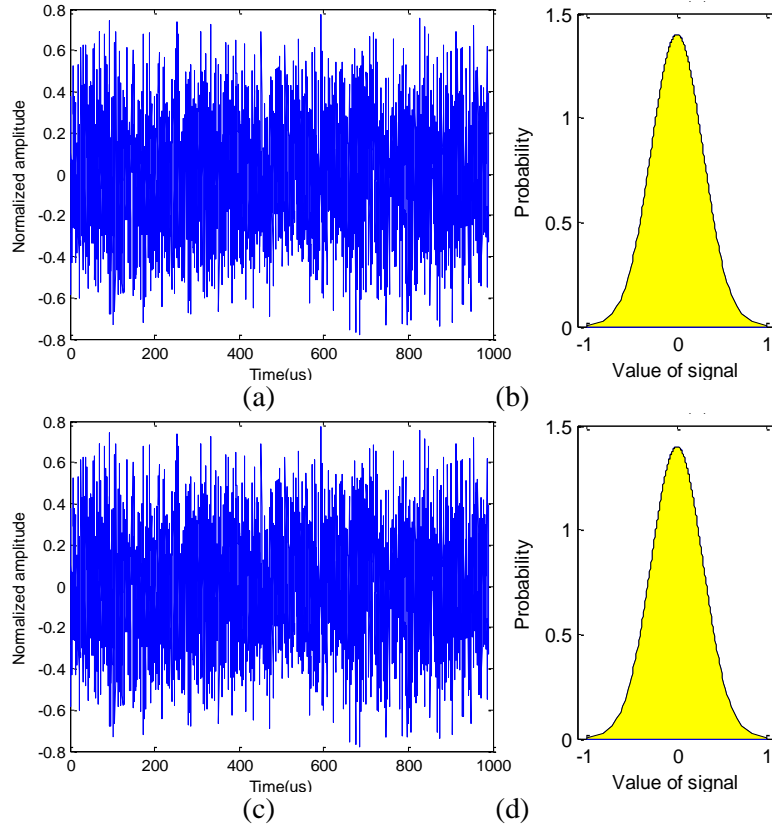 0.8
0.6
0.4
0.2
0
-0.2
-0.4
-0.6
-0.8
Normalized amplitude
0 200 400 600 800 1000
Time(us)
(a)
1.5
1
0.5
0
Probability
-1 0 1
Value of signal
(b)
0.8
0.6
0.4
0.2
0
-0.2
-0.4
-0.6
-0.8
Normalized amplitude
0 200 400 600 800 1000
Time(us)
(c)
1.5
1
0.5
0
Probability
-1 0 1
Value of signal
(d)